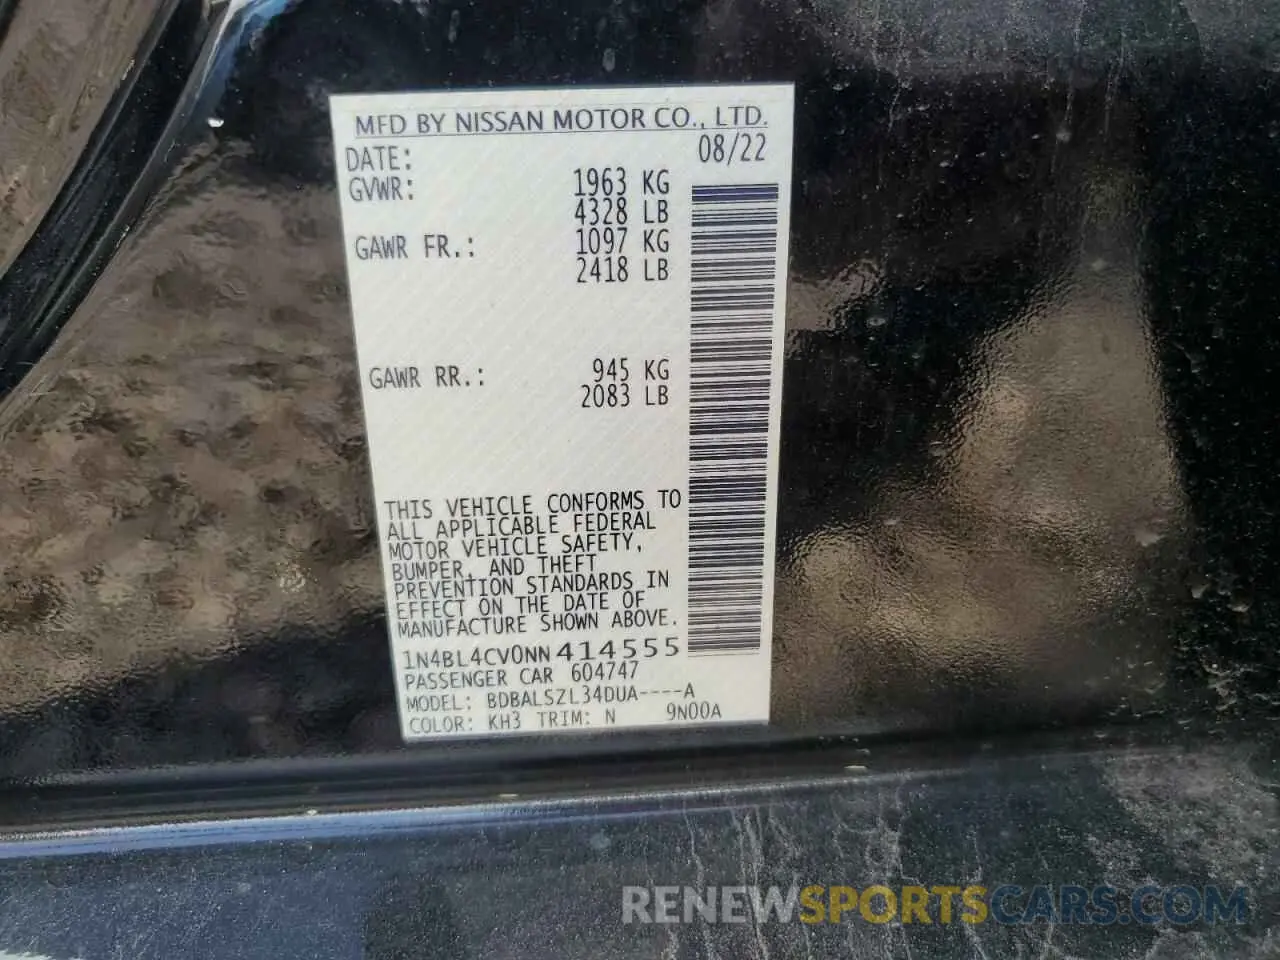 MFD BY NISSAN MOTOR CO., LTD.
DATE: 08/22
GVWR: 1963 KG
4328 LB
GAWR FR.: 1097 KG
2418 LB
GAWR RR.: 945 KG
2083 LB
THIS VEHICLE CONFORMS TO
ALL APPLICABLE FEDERAL
MOTOR VEHICLE SAFETY,
BUMPER, AND THEFT
PREVENTION STANDARDS IN
EFFECT ON THE DATE OF
MANUFACTURE SHOWN ABOVE.
1N4BL4CV0NN414555
PASSENGER CAR 604747
MODEL: BDBALSZL34DUA----A
COLOR: KH3 TRIM: N 9N00A
RENEWSPORTSCARS.COM